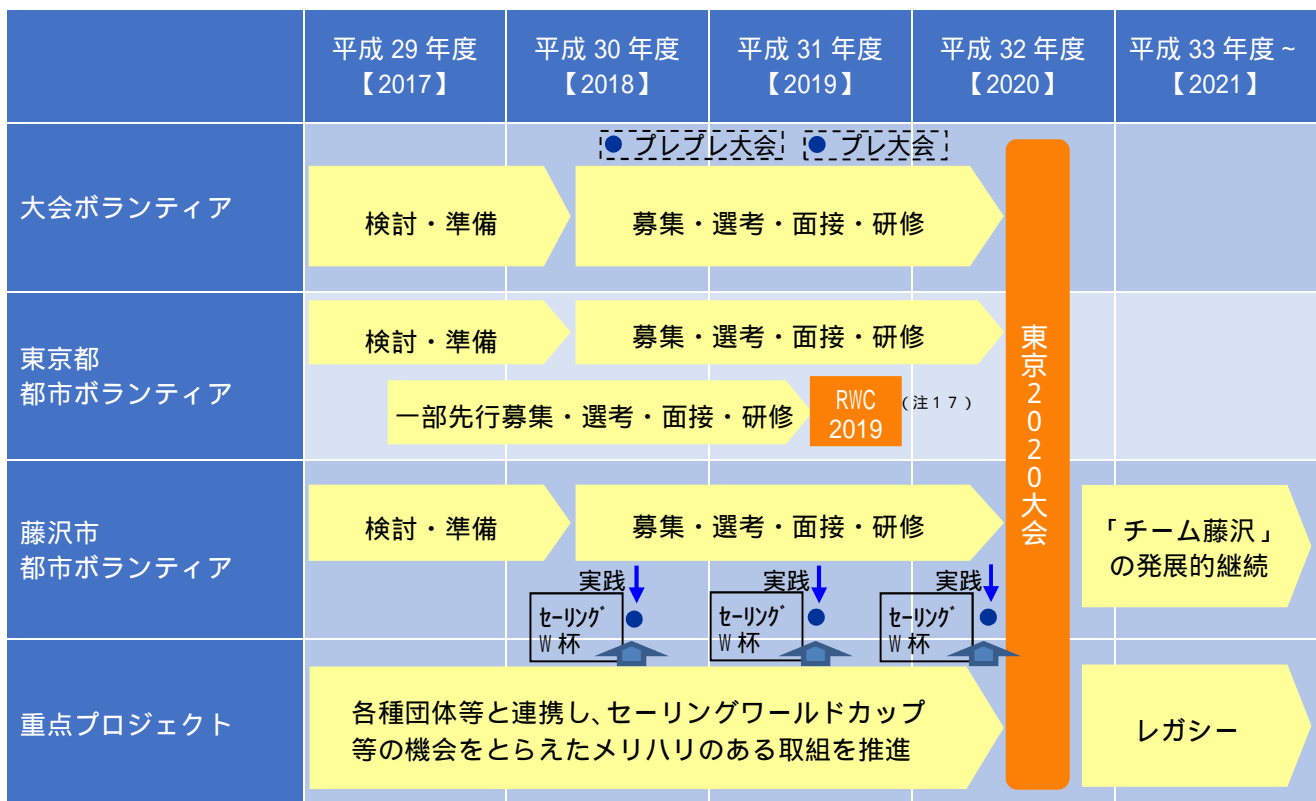 平成 29 年度
【2017】
平成 30 年度
【2018】
平成 31 年度
【2019】
平成 32 年度
【2020】
平成 33 年度~
【2021】
● プレプレ大会
● プレ大会
大会ボランティア
検討・準備
募集・選考・面接・研修
東京都
都市ボランティア
検討・準備
募集・選考・面接・研修
一部先行募集・選考・面接・研修
RWC
2019
(注17)
東京2020大会
藤沢市
都市ボランティア
検討・準備
募集・選考・面接・研修
「チーム藤沢」
の発展的継続
実践
実践
実践
セーリング
W杯
セーリング
W杯
セーリング
W杯
重点プロジェクト
各種団体等と連携し、セーリングワールドカップ
等の機会をとらえたメリハリのある取組を推進
レガシー